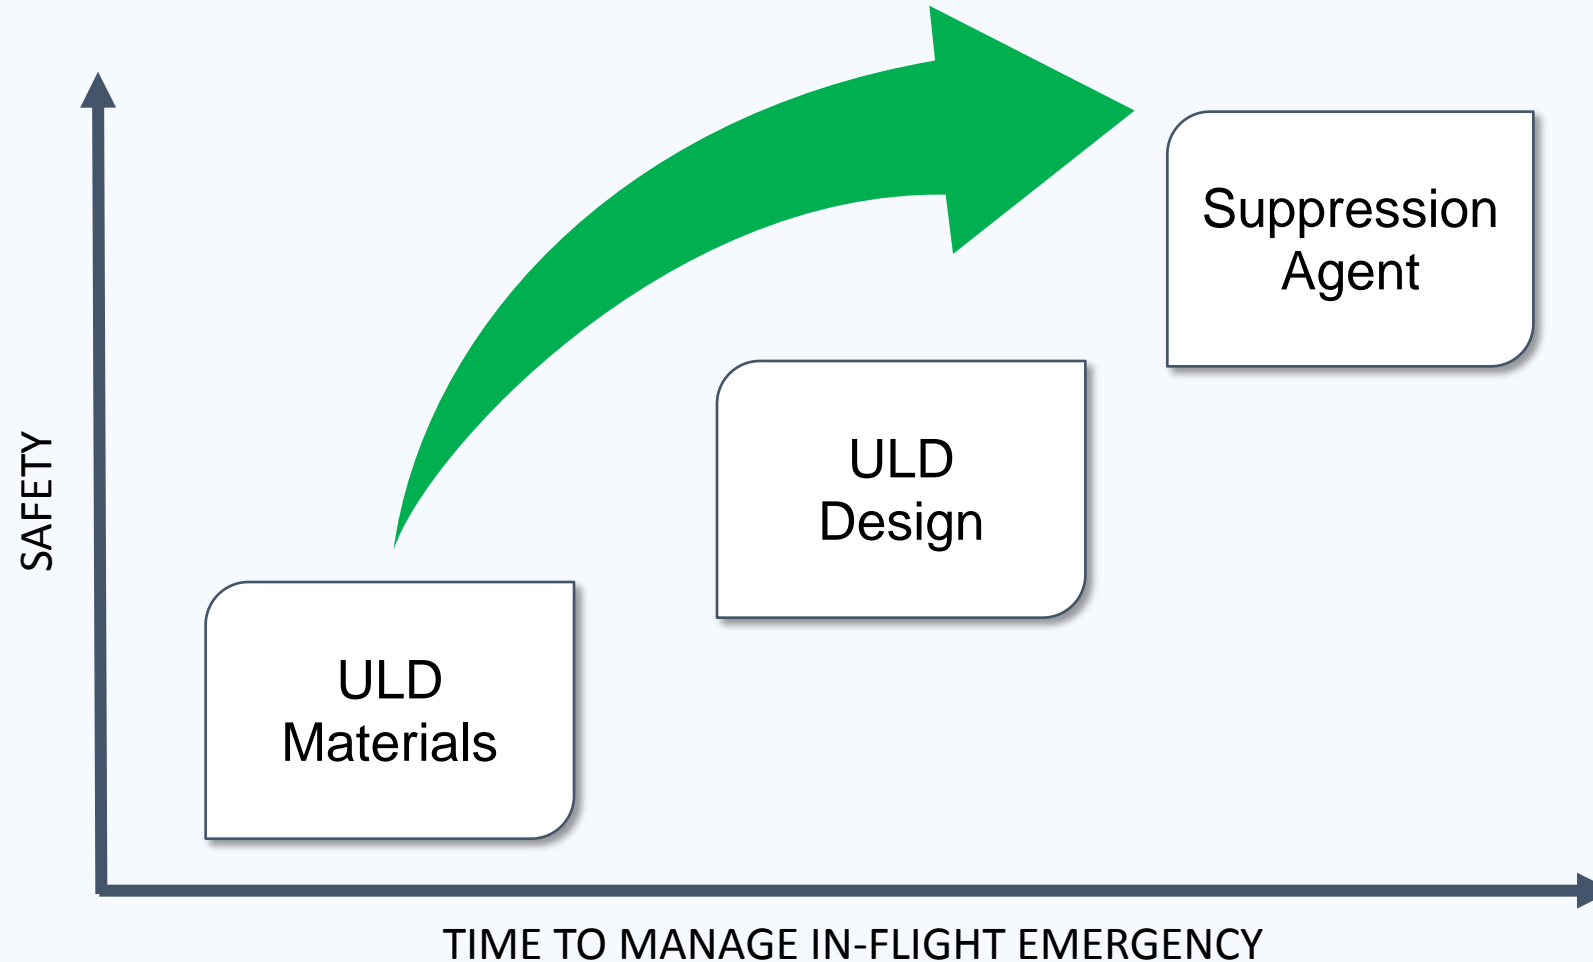 SAFETY
Suppression
Agent
ULD
Design
ULD
Materials
TIME TO MANAGE IN-FLIGHT EMERGENCY